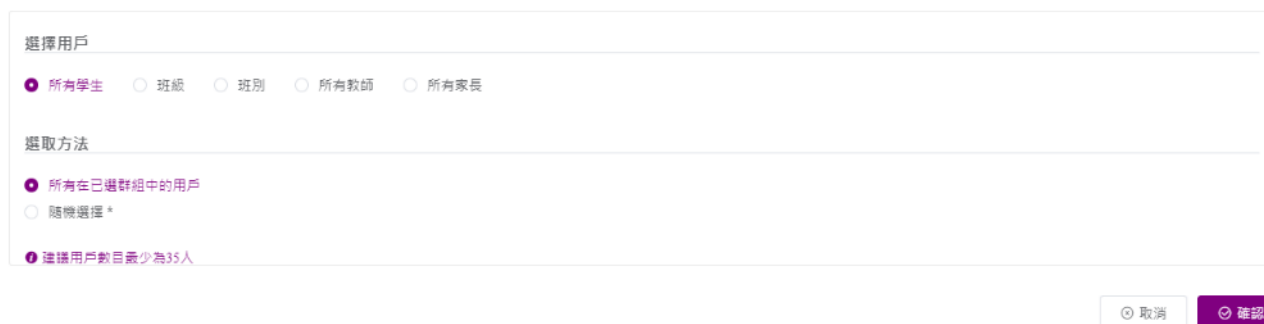 選擇用戶
所有學生 班級 班別 所有教師 所有家長
選取方法
所有在已選群組中的用戶
隨機選擇 *
建議用戶數目最少為35人
取消 確認